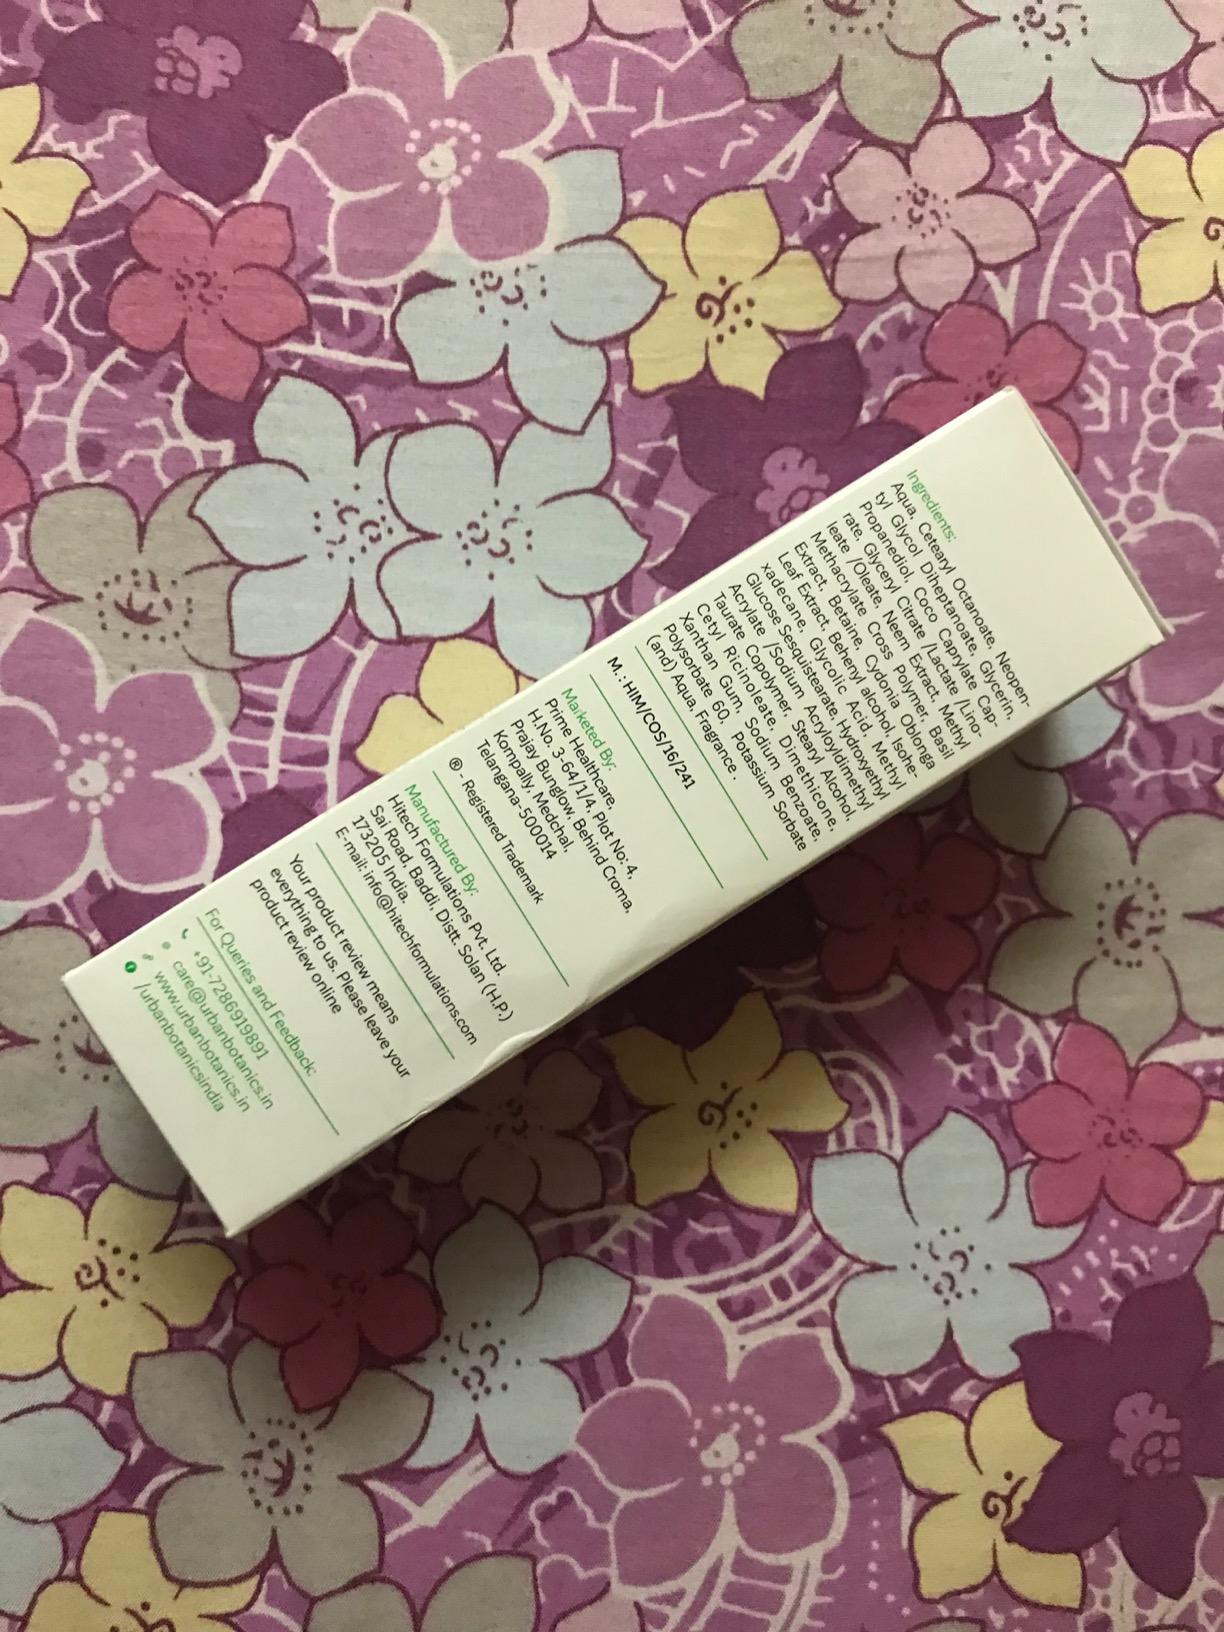 Ingredients:
Aqua, Cetearyl Octanoate, Neopen-
tyl Glycol Diheptanoate, Glycerin,
Propanediol, Coco Caprylate Cap-
rate, Glyceryl Citrate /Lactate /Lino-
leate /Oleate, Neem Extract, Methyl
Methacrylate Cross Polymer, Basil
Extract, Betaine, Cydonia Oblonga
Leaf Extract, Behenyl alcohol, Isohe-
xadecane, Glycolic Acid, Methyl
Glucose Sesquistearate, Hydroxyethyl
Acrylate /Sodium Acryloyldimethyl
Taurate Copolymer, Stearyl Alcohol,
Cetyl Ricinoleate, Dimethicone,
Xanthan Gum, Sodium Benzoate,
Polysorbate 60, Potassium Sorbate
(and) Aqua, Fragrance .
M. : HIM/COS/16/241
Marketed By:
Prime Healthcare,
H.No. 3-64/1/4, Plot No: 4,
Prajay Bunglow, Behind Croma,
Kompally, Medchal,
Telangana-500014
® - Registered Trademark
Manufactured By:
Hitech Formulations Pvt. Ltd.
Sai Road, Baddi, Distt. Solan (H.P.)
173205 India.
E-mail: info@hitechformulations.com
Your product review means
everything to us. Please leave your
product review online
For Queries and Feedback:
+91-7286919891
care@urbanbotanics.in
www.urbanbotanics.in
/urbanbotanicsindia